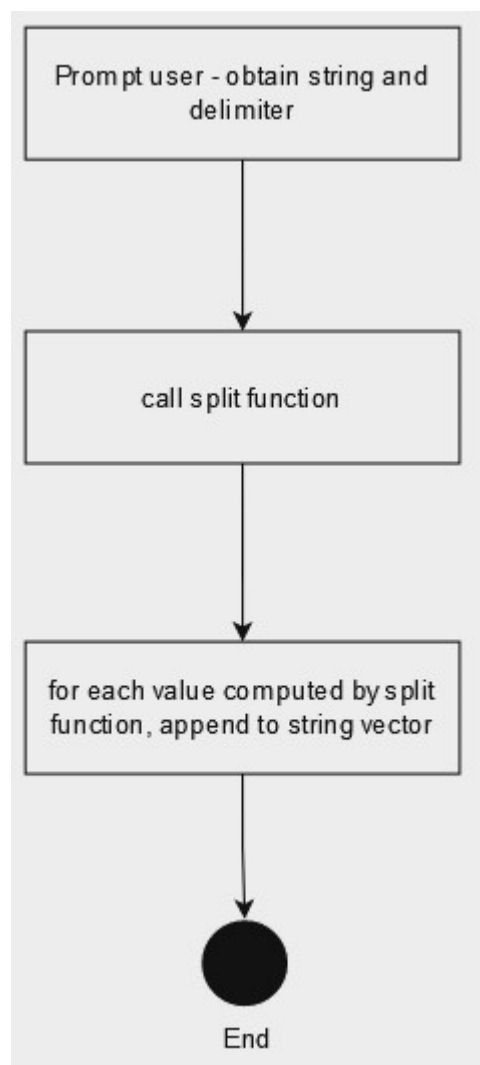 Prompt user - obtain string and
delimiter
call split function
for each value computed by split
function, append to string vector
End